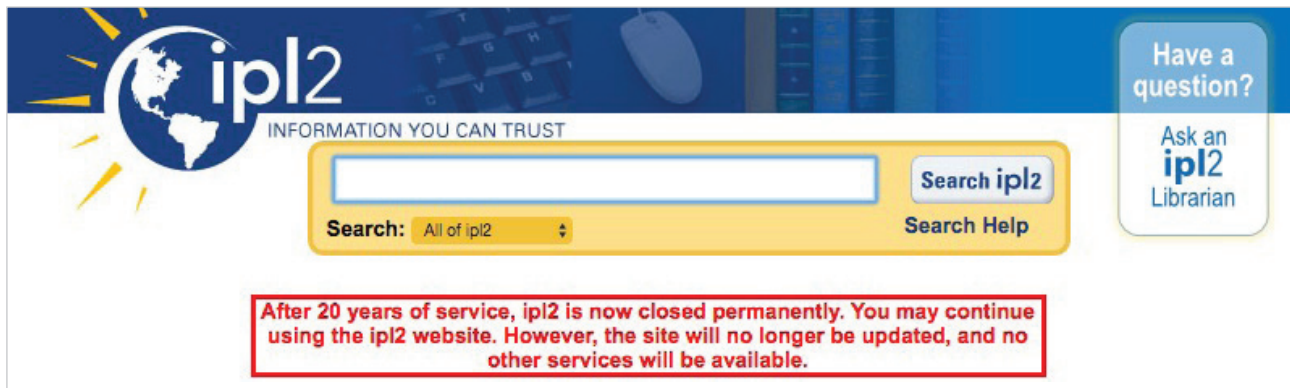 ipl2
INFORMATION YOU CAN TRUST
Search ipl2
Search: All of ipl2
Search Help
Have a
question?
Ask an
ipl2
Librarian
After 20 years of service, ipl2 is now closed permanently. You may continue
using the ipl2 website. However, the site will no longer be updated, and no
other services will be available.